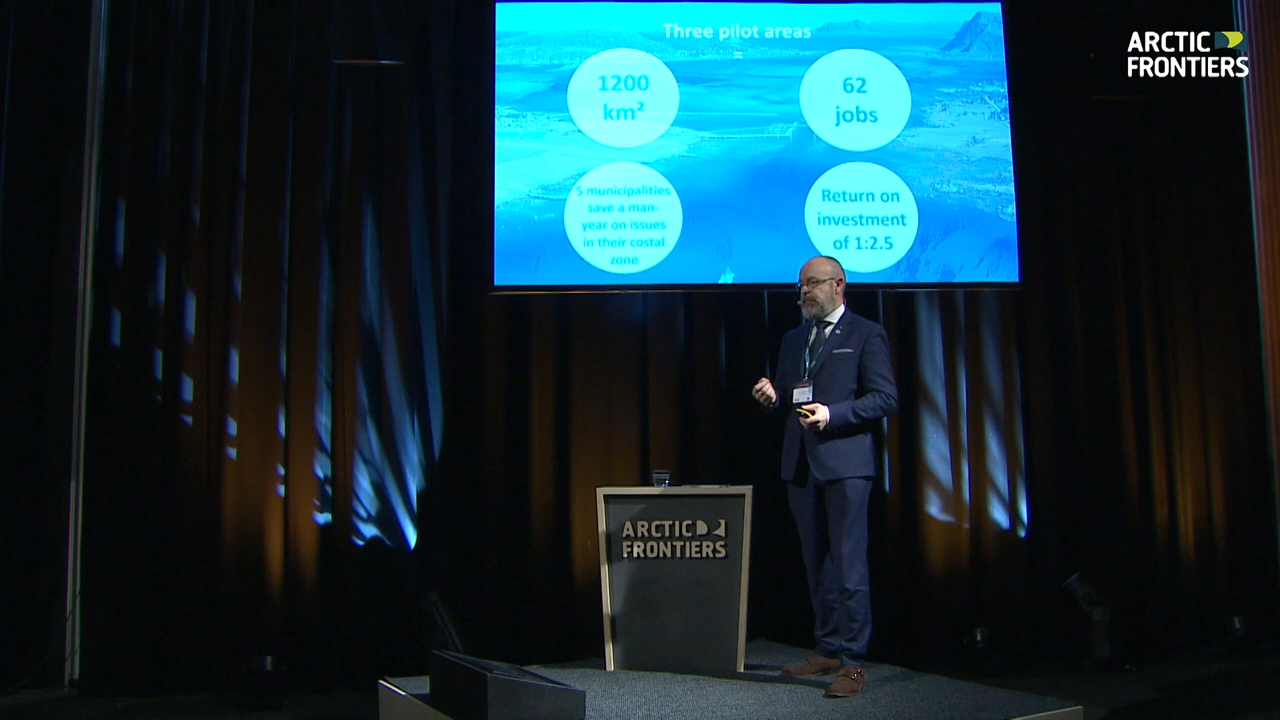 Three pilot areas
1200
km²
62
jobs
5 municipalities
save a man-
year on issues
in their costal
zone
Return on
investment
of 1:2.5
ARCTIC
FRONTIERS
ARCTIC
FRONTIERS